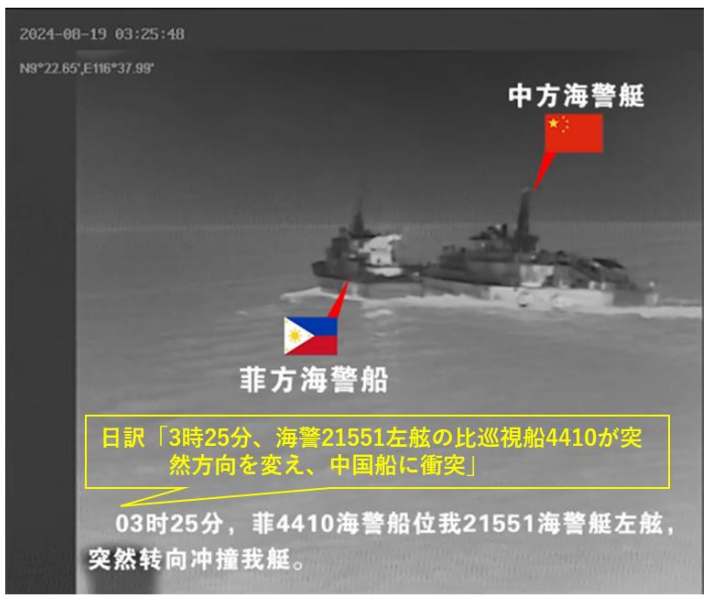 2024-08-19 03:25:48
N9°22.65',E116°37.99'
中方海警艇
菲方海警船
日訳「3時25分、海警21551左舷の比巡視船4410が突
然方向を変え、中国船に衝突」
03时25分，菲4410海警船位我21551海警艇左舷，
突然转向冲撞我艇。